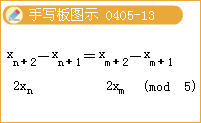 手写板图示 0405-13
x_{n+2}-x_{n+1}=x_{m+2}-x_{m+1}
2x_n 2x_m (mod 5)